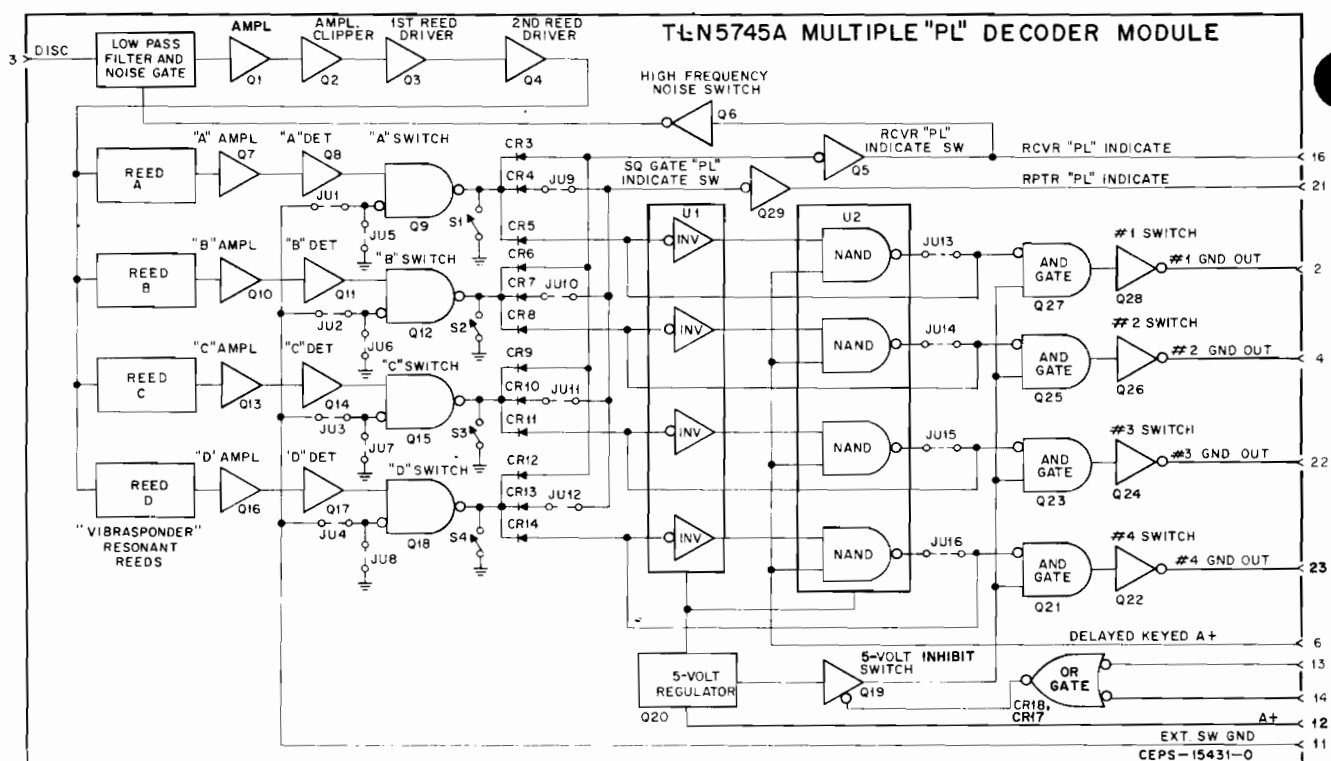 TLN5745A MULTIPLE "PL" DECODER MODULE
3 DISC
LOW PASS
FILTER AND
NOISE GATE
AMPL
Q1
AMPL.
CLIPPER
Q2
1ST REED
DRIVER
Q3
2ND REED
DRIVER
Q4
HIGH FREQUENCY
NOISE SWITCH
Q6
RCVR "PL"
INDICATE SW
Q5
RCVR "PL" INDICATE
16
SQ GATE "PL"
INDICATE SW
Q29
RPTR "PL" INDICATE
21
REED
A
"A" AMPL
Q7
"A" DET
Q8
"A" SWITCH
Q9
JU1
JU5
S1
CR3
CR4
JU9
CR5
REED
B
"B" AMPL
Q10
"B" DET
Q11
"B" SWITCH
Q12
JU2
JU6
S2
CR6
CR7
JU10
CR8
REED
C
"C" AMPL
Q13
"C" DET
Q14
"C" SWITCH
Q15
JU3
JU7
S3
CR9
CR10
JU11
CR11
REED
D
"D' AMPL
Q16
"D" DET
Q17
"D" SWITCH
Q18
JU4
JU8
S4
CR12
CR13
JU12
CR14
"VIBRASPONDER"
RESONANT
REEDS
U1
INV
INV
INV
INV
U2
NAND
NAND
NAND
NAND
JU13
JU14
JU15
JU16
AND
GATE
Q27
#1 SWITCH
Q28
#1 GND OUT
2
AND
GATE
Q25
#2 SWITCH
Q26
#2 GND OUT
4
AND
GATE
Q23
#3 SWITCH
Q24
#3 GND OUT
22
AND
GATE
Q21
#4 SWITCH
Q22
#4 GND OUT
23
DELAYED KEYED A+
6
5-VOLT
REGULATOR
Q20
5-VOLT INHIBIT
SWITCH
Q19
OR
GATE
CR18,
CR17
13
14
A+
12
EXT. SW GND
11
CEPS-15431-O